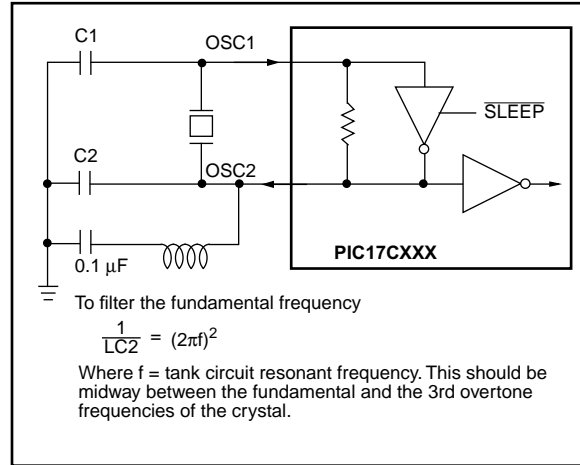 C1
OSC1
SLEEP
C2
OSC2
0.1 μF
PIC17CXXX
To filter the fundamental frequency
1
LC2 = (2πf)2
Where f = tank circuit resonant frequency. This should be
midway between the fundamental and the 3rd overtone
frequencies of the crystal.